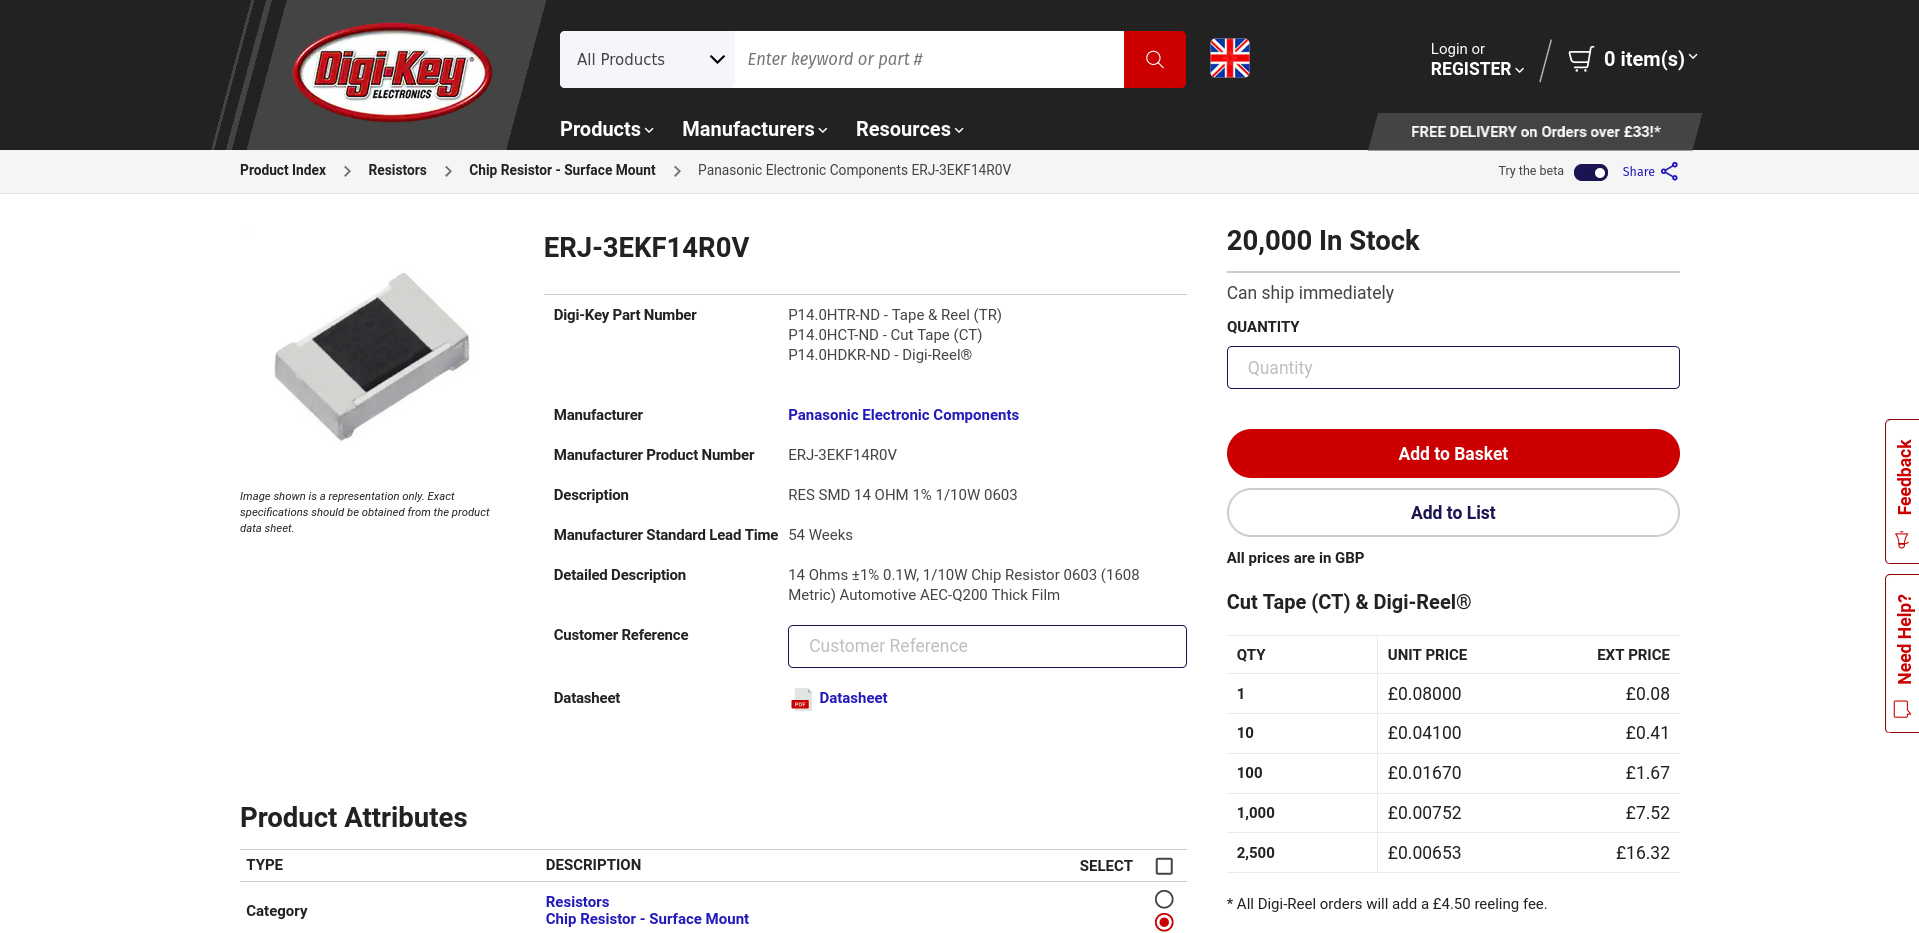 Digi-Key
ELECTRONICS
All Products
Enter keyword or part #
Login or
REGISTER
0 item(s)
Products
Manufacturers
Resources
FREE DELIVERY on Orders over £33!*
Product Index
Resistors
Chip Resistor - Surface Mount
Panasonic Electronic Components ERJ-3EKF14R0V
Try the beta
Share
Image shown is a representation only. Exact
specifications should be obtained from the product
data sheet.
ERJ-3EKF14R0V
Digi-Key Part Number
P14.0HTR-ND - Tape & Reel (TR)
P14.0HCT-ND - Cut Tape (CT)
P14.0HDKR-ND - Digi-Reel®
Manufacturer
Panasonic Electronic Components
Manufacturer Product Number
ERJ-3EKF14R0V
Description
RES SMD 14 OHM 1% 1/10W 0603
Manufacturer Standard Lead Time
54 Weeks
Detailed Description
14 Ohms ±1% 0.1W, 1/10W Chip Resistor 0603 (1608
Metric) Automotive AEC-Q200 Thick Film
Customer Reference
Customer Reference
Datasheet
PDF
Datasheet
20,000 In Stock
Can ship immediately
QUANTITY
Quantity
Add to Basket
Add to List
All prices are in GBP
Cut Tape (CT) & Digi-Reel®
QTY UNIT PRICE EXT PRICE
1 £0.08000 £0.08
10 £0.04100 £0.41
100 £0.01670 £1.67
1,000 £0.00752 £7.52
2,500 £0.00653 £16.32
* All Digi-Reel orders will add a £4.50 reeling fee.
Feedback
Need Help?
Product Attributes
TYPE DESCRIPTION SELECT
Category
Resistors
Chip Resistor - Surface Mount